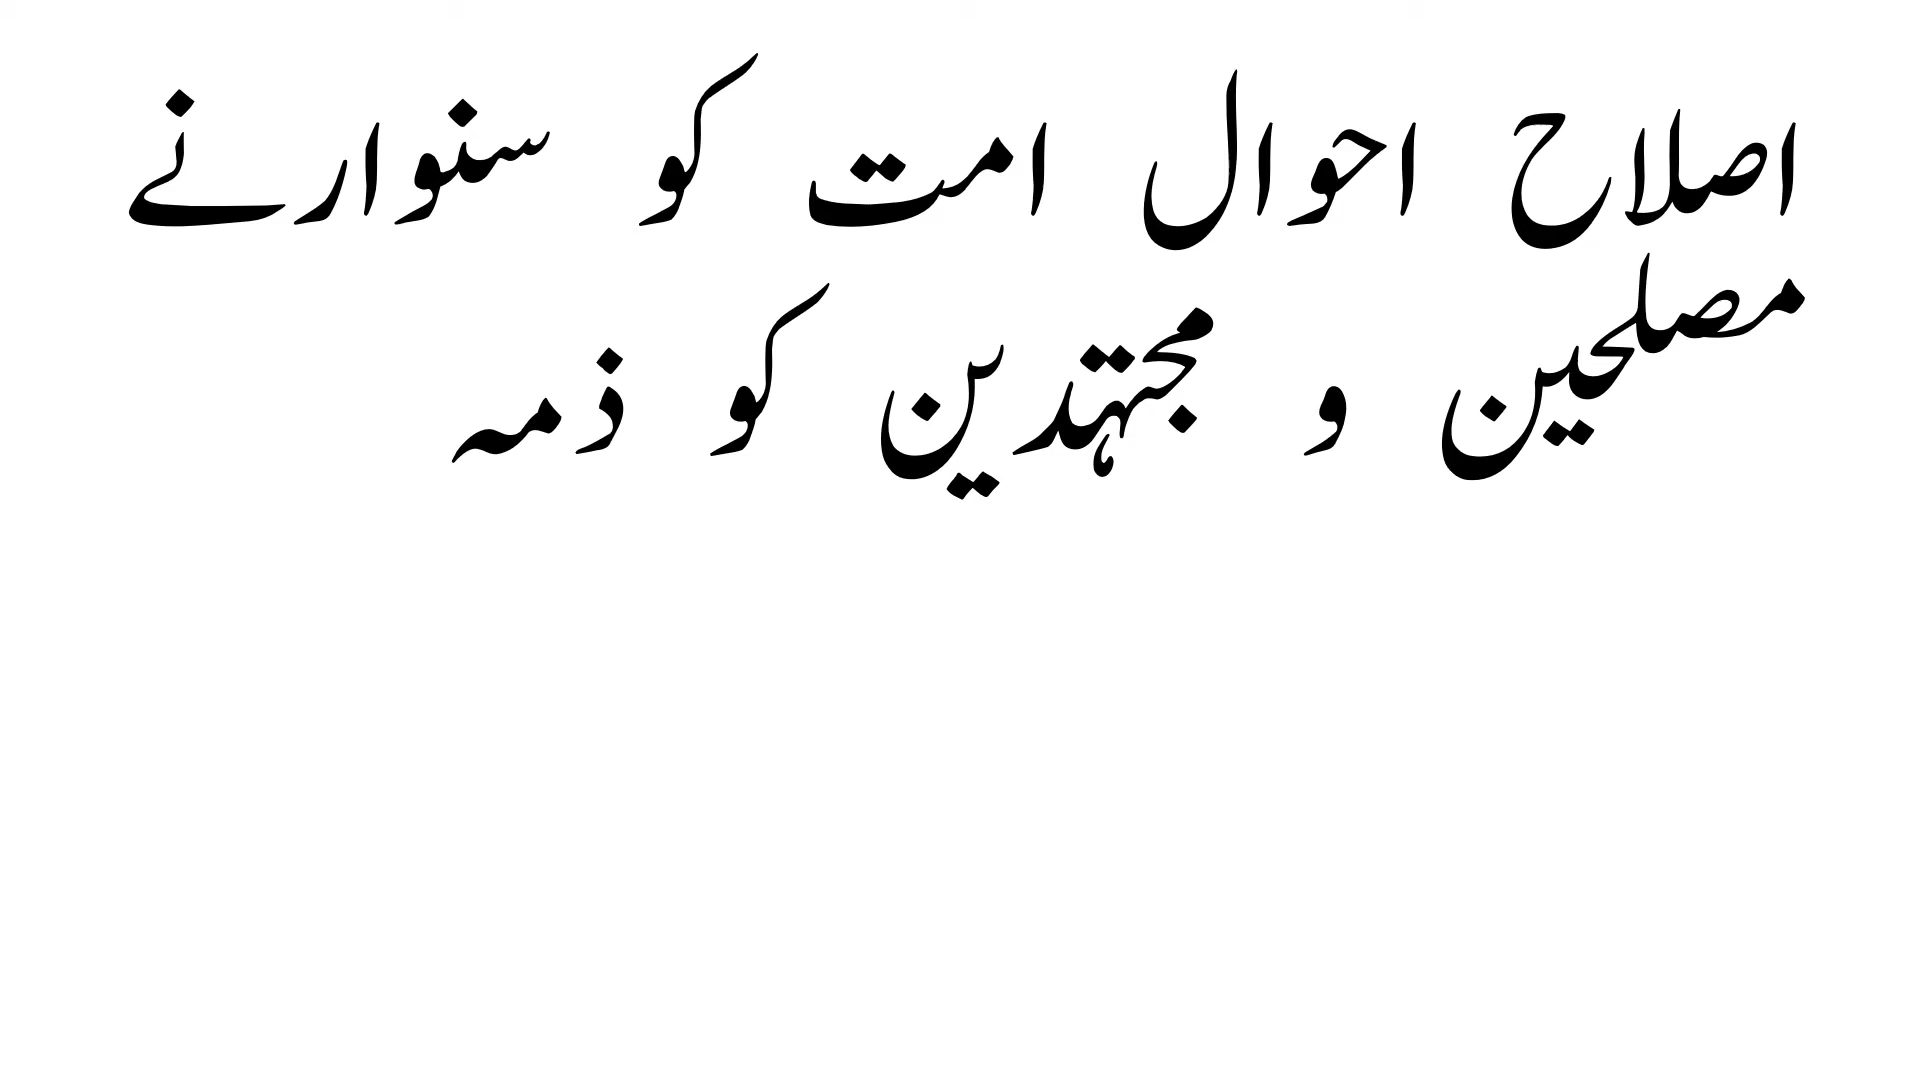 اصلاح احوال امت کو سنوارنے
مصلحین و مجتہدین کو ذمہ